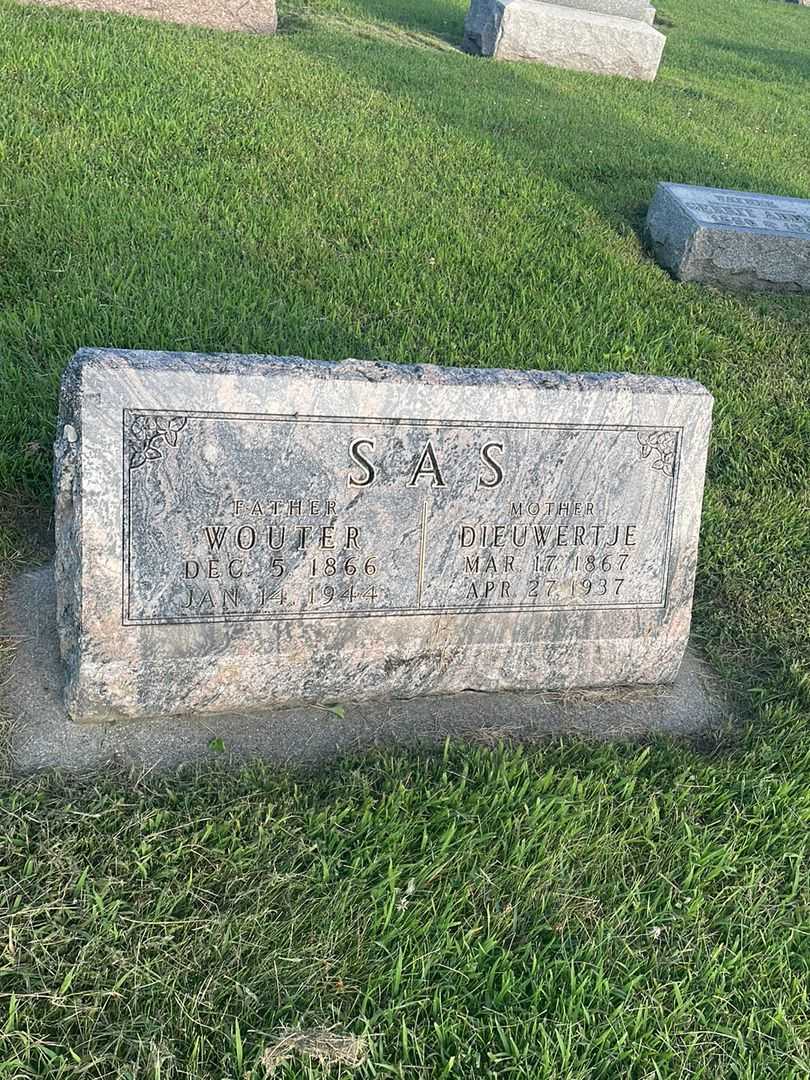 SAS
FATHER
WOUTER
DEC. 5, 1866
JAN. 14, 1944
MOTHER
DIEUWERTJE
MAR. 17, 1867
APR. 27, 1937